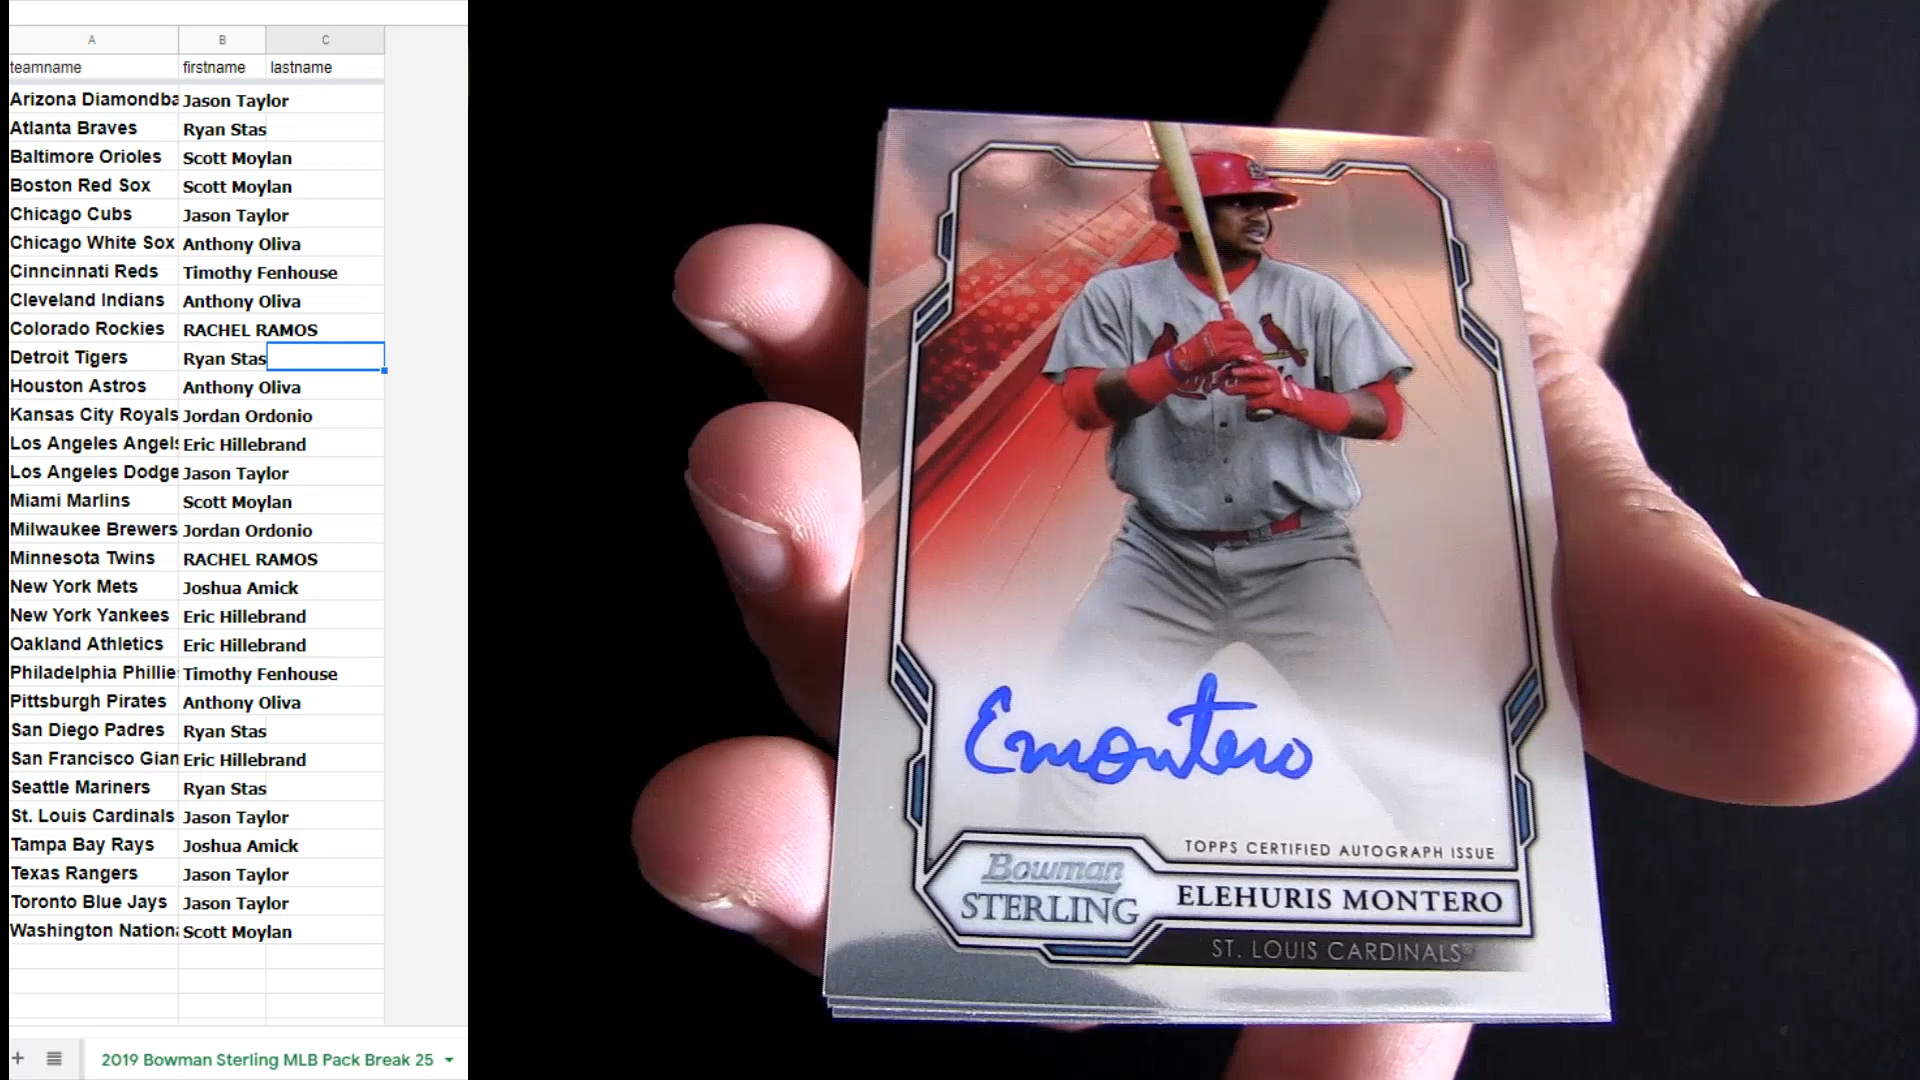 A B C
teamname firstname lastname
Arizona Diamondba Jason Taylor
Atlanta Braves Ryan Stas
Baltimore Orioles Scott Moylan
Boston Red Sox Scott Moylan
Chicago Cubs Jason Taylor
Chicago White Sox Anthony Oliva
Cinncinnati Reds Timothy Fenhouse
Cleveland Indians Anthony Oliva
Colorado Rockies RACHEL RAMOS
Detroit Tigers Ryan Stas
Houston Astros Anthony Oliva
Kansas City Royals Jordan Ordonio
Los Angeles Angels Eric Hillebrand
Los Angeles Dodge Jason Taylor
Miami Marlins Scott Moylan
Milwaukee Brewers Jordan Ordonio
Minnesota Twins RACHEL RAMOS
New York Mets Joshua Amick
New York Yankees Eric Hillebrand
Oakland Athletics Eric Hillebrand
Philadelphia Phillie Timothy Fenhouse
Pittsburgh Pirates Anthony Oliva
San Diego Padres Ryan Stas
San Francisco Gian Eric Hillebrand
Seattle Mariners Ryan Stas
St. Louis Cardinals Jason Taylor
Tampa Bay Rays Joshua Amick
Texas Rangers Jason Taylor
Toronto Blue Jays Jason Taylor
Washington Nationa Scott Moylan
2019 Bowman Sterling MLB Pack Break 25
Emontero
TOPPS CERTIFIED AUTOGRAPH ISSUE
Bowman
STERLING
ELEHURIS MONTERO
ST. LOUIS CARDINALS®